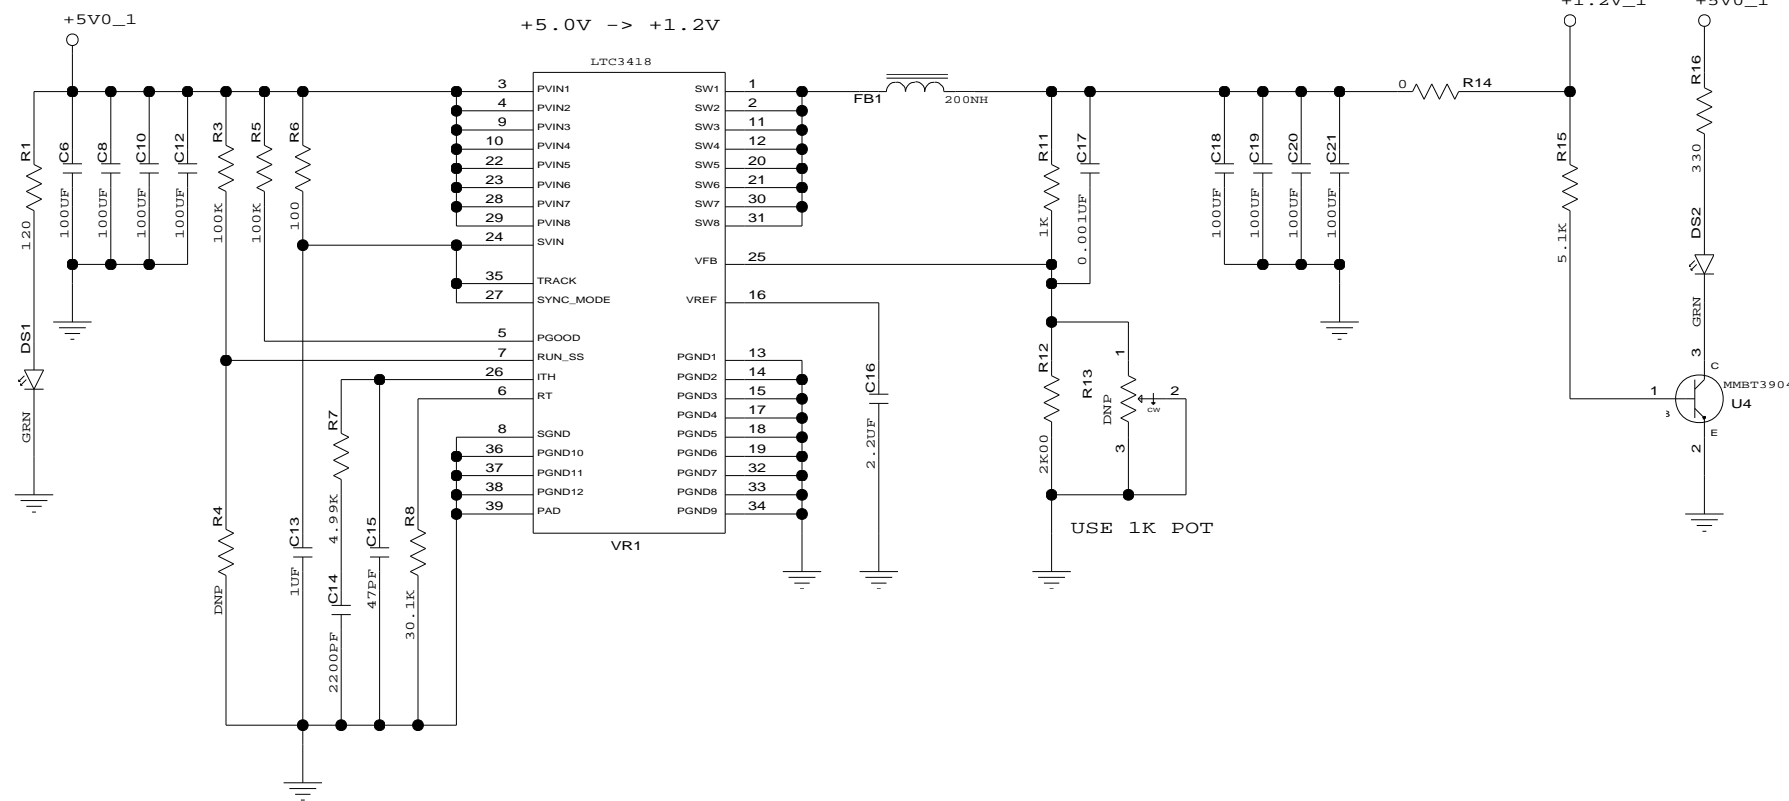 +5V0_1
+5.0V -> +1.2V
+1.2V_1
+5V0_1
LTC3418
R1
120
C6
100UF
C8
100UF
C10
100UF
C12
100UF
R3
100K
R5
100K
R6
100
DS1
GRN
R4
DNP
C13
1UF
R7
4.99K
C14
2200PF
C15
47PF
R8
30.1K
3 PVIN1
4 PVIN2
9 PVIN3
10 PVIN4
22 PVIN5
23 PVIN6
28 PVIN7
29 PVIN8
24 SVIN
35 TRACK
27 SYNC_MODE
5 PGOOD
7 RUN_SS
26 ITH
6 RT
8 SGND
36 PGND10
37 PGND11
38 PGND12
39 PAD
SW1 1
SW2 2
SW3 11
SW4 12
SW5 20
SW6 21
SW7 30
SW8 31
VFB 25
VREF 16
PGND1 13
PGND2 14
PGND3 15
PGND4 17
PGND5 18
PGND6 19
PGND7 32
PGND8 33
PGND9 34
VR1
FB1
200NH
C16
2.2UF
R11
1K
C17
0.001UF
R12
2K00
R13
DNP
1
2
3
CW
USE 1K POT
C18
100UF
C19
100UF
C20
100UF
C21
100UF
0 R14
R15
5.1K
R16
330
DS2
GRN
3
C
1
B
MMBT3904
U4
E
2